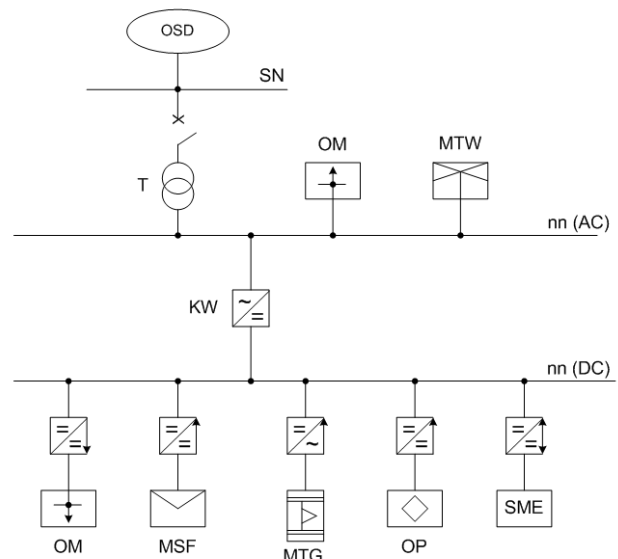 OSD
SN
T
OM
MTW
nn (AC)
KW
~
=
nn (DC)
=
=
=
=
=
~
=
=
=
=
SME
OM
MSF
MTG
OP